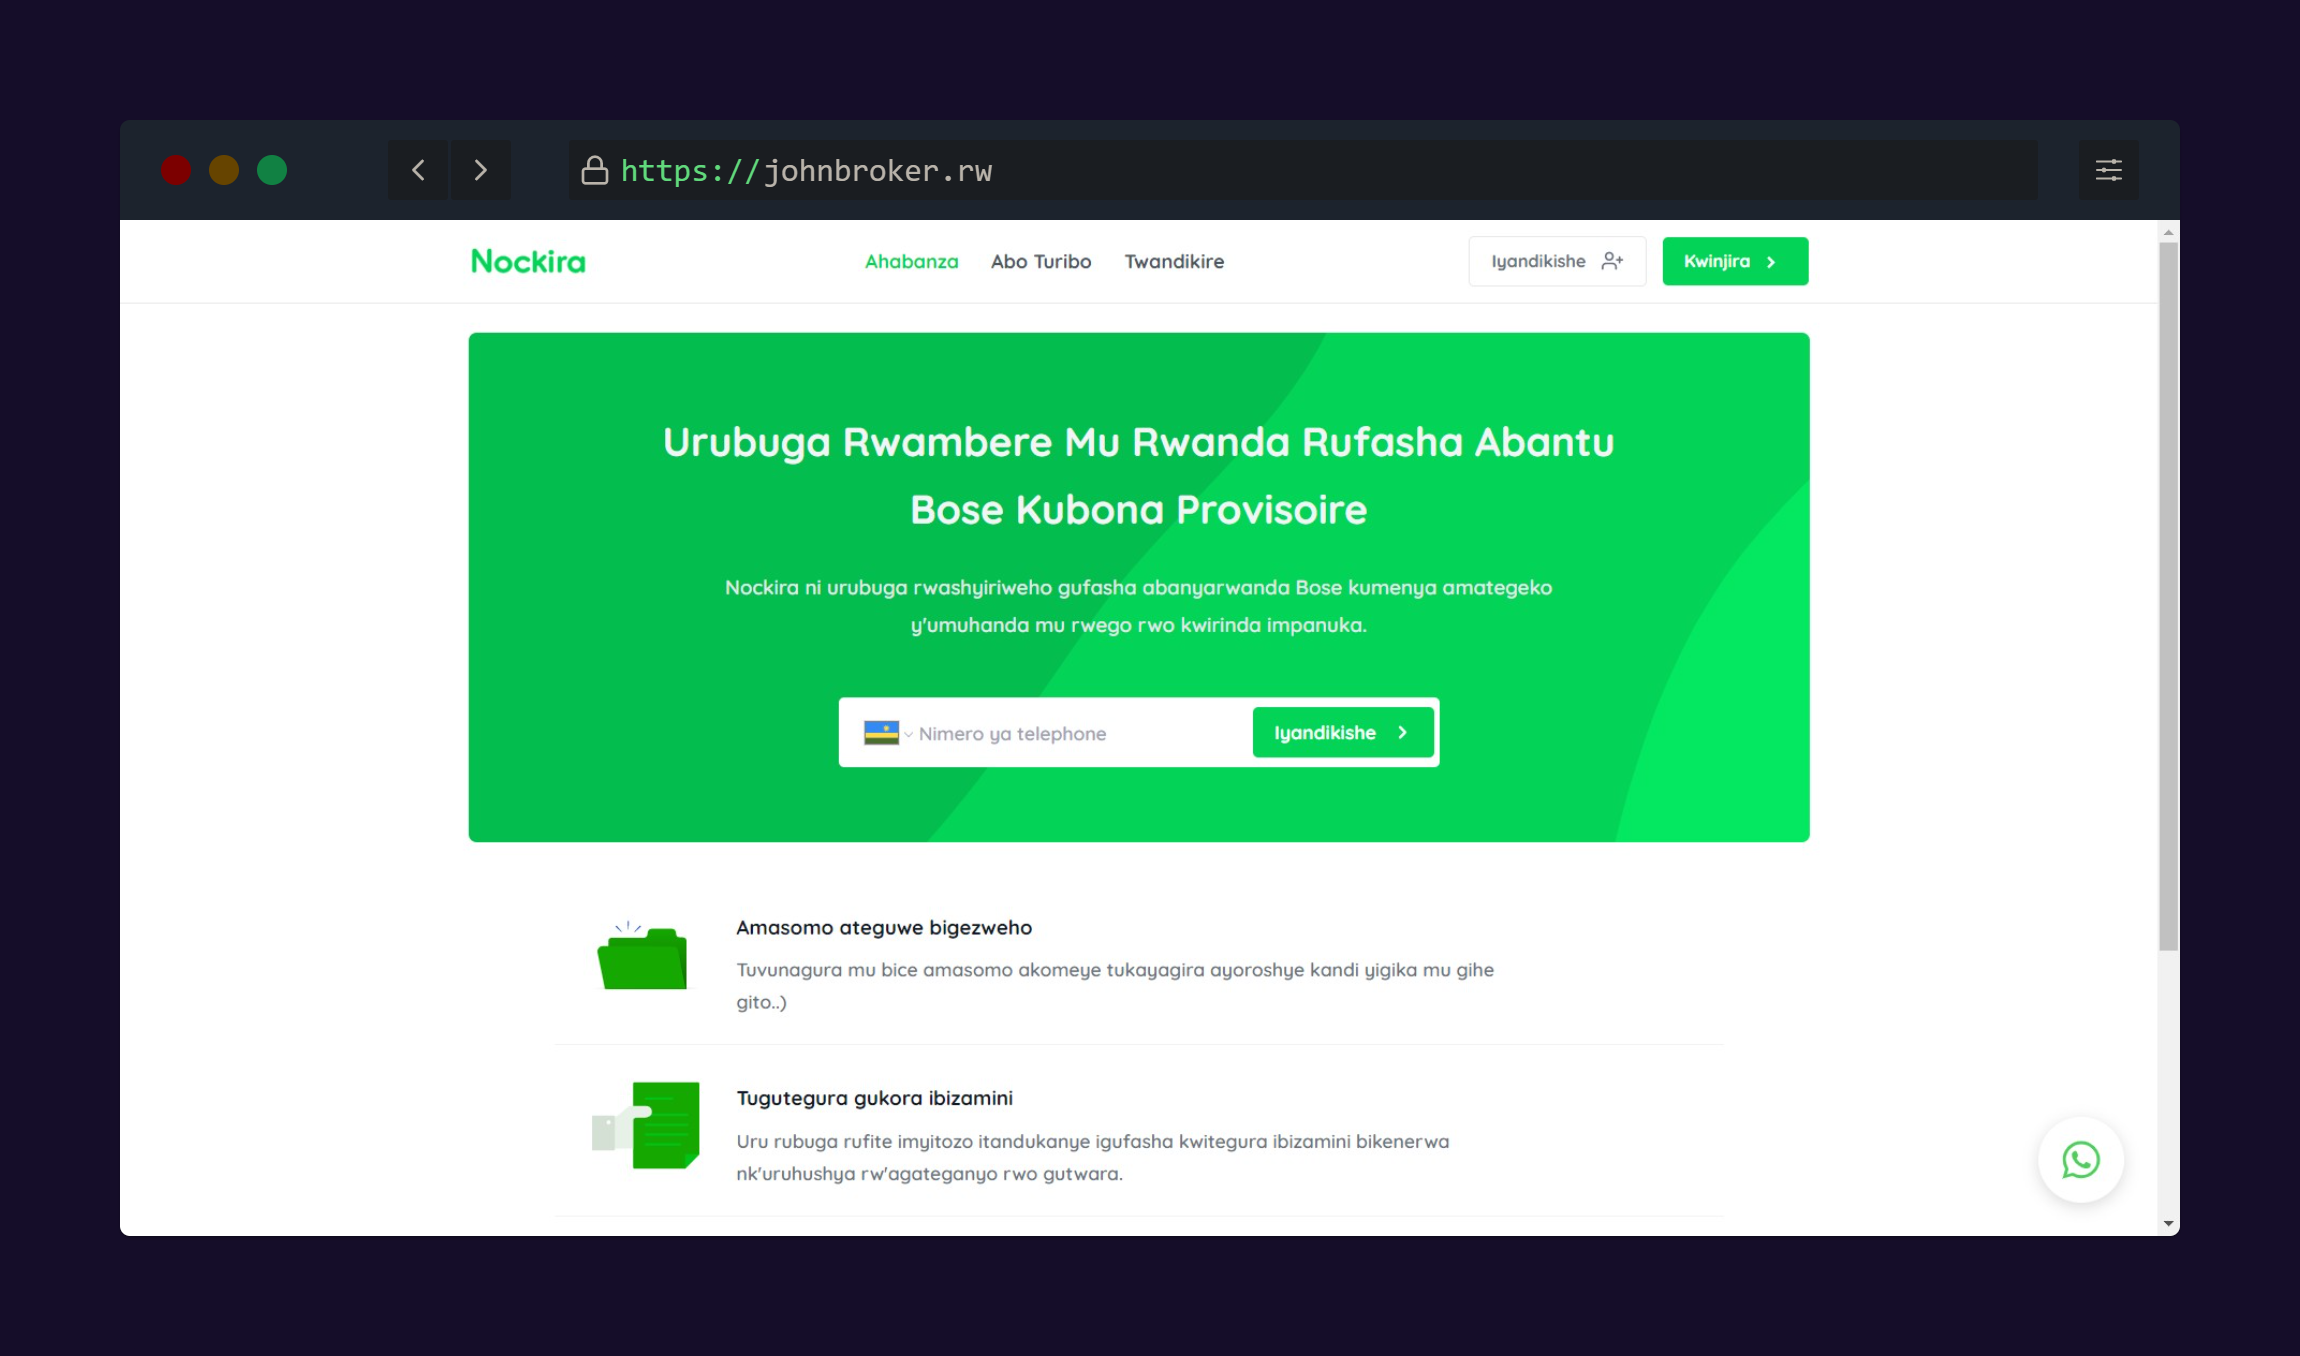 https://johnbroker.rw
Nockira
Ahabanza
Abo Turibo
Twandikire
Iyandikishe
Kwinjira
Urubuga Rwambere Mu Rwanda Rufasha Abantu
Bose Kubona Provisoire
Nockira ni urubuga rwashyiriweho gufasha abanyarwanda Bose kumenya amategeko
y'umuhanda mu rwego rwo kwirinda impanuka.
Nimero ya telephone
Iyandikishe
Amasomo ateguwe bigezweho
Tuvunagura mu bice amasomo akomeye tukayagira ayoroshye kandi yigika mu gihe
gito..)
Tugutegura gukora ibizamini
Uru rubuga rufite imyitozo itandukanye igufasha kwitegura ibizamini bikenerwa
nk'uruhushya rw'agateganyo rwo gutwara.